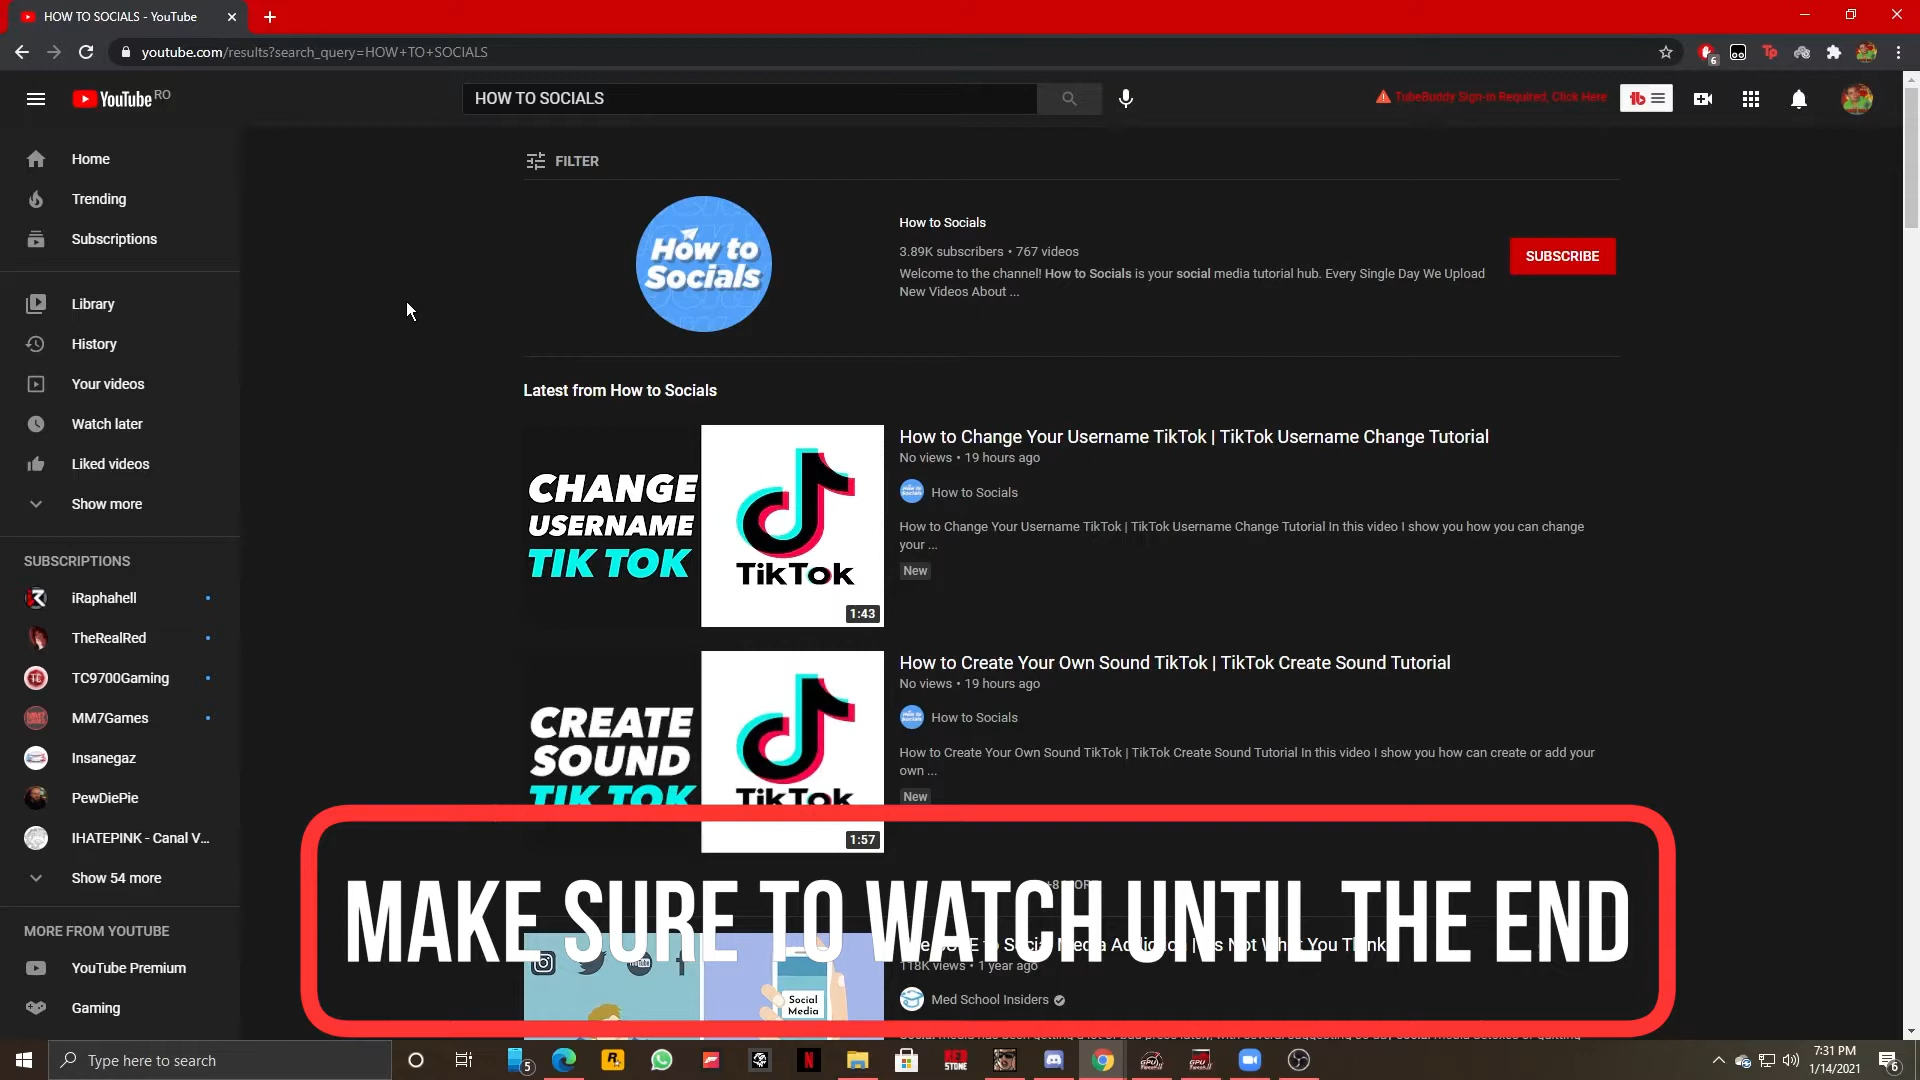 HOW TO SOCIALS - YouTube
youtube.com/results?search_query=HOW+TO+SOCIALS
6
Tp
YouTube RO
HOW TO SOCIALS
TubeBuddy Sign-in Required, Click Here
Home
Trending
Subscriptions
Library
History
Your videos
Watch later
Liked videos
Show more
SUBSCRIPTIONS
iRaphahell
TheRealRed
TC9700Gaming
MM7Games
Insanegaz
PewDiePie
IHATEPINK - Canal V...
Show 54 more
MORE FROM YOUTUBE
YouTube Premium
Gaming
FILTER
How to
Socials
How to Socials
3.89K subscribers • 767 videos
Welcome to the channel! How to Socials is your social media tutorial hub. Every Single Day We Upload
New Videos About ...
SUBSCRIBE
Latest from How to Socials
CHANGE
USERNAME
TIK TOK
TikTok
1:43
How to Change Your Username TikTok | TikTok Username Change Tutorial
No views • 19 hours ago
How to Socials
How to Change Your Username TikTok | TikTok Username Change Tutorial In this video I show you how you can change
your ...
New
CREATE
SOUND
TIK TOK
TikTok
1:57
How to Create Your Own Sound TikTok | TikTok Create Sound Tutorial
No views • 19 hours ago
How to Socials
How to Create Your Own Sound TikTok | TikTok Create Sound Tutorial In this video I show you how can create or add your
own ...
New
MAKE SURE TO WATCH UNTIL THE END
Social
Media
118K views • 1 year ago
Med School Insiders
Type here to search
5
RED
STONE
GPU
GPU
7:31 PM
1/14/2021
6